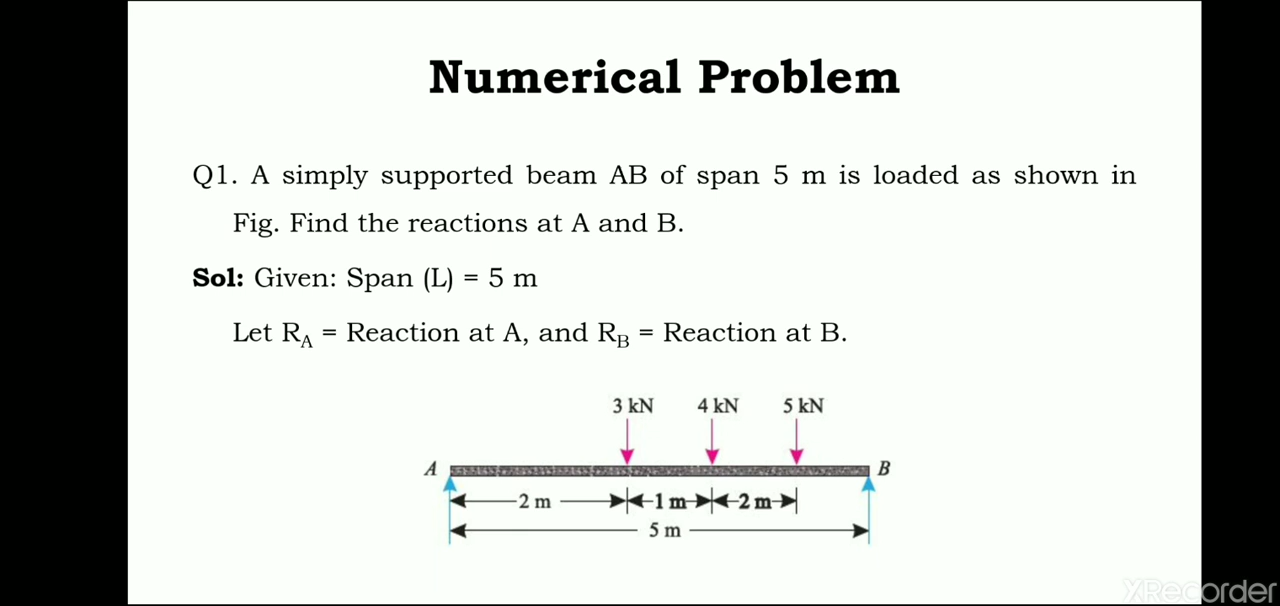 Numerical Problem
Q1. A simply supported beam AB of span 5 m is loaded as shown in
Fig. Find the reactions at A and B.
Sol: Given: Span (L) = 5 m
Let RA = Reaction at A, and RB = Reaction at B.
3 kN 4 kN 5 kN
A B
2 m 1 m 2 m
5 m
XRecorder